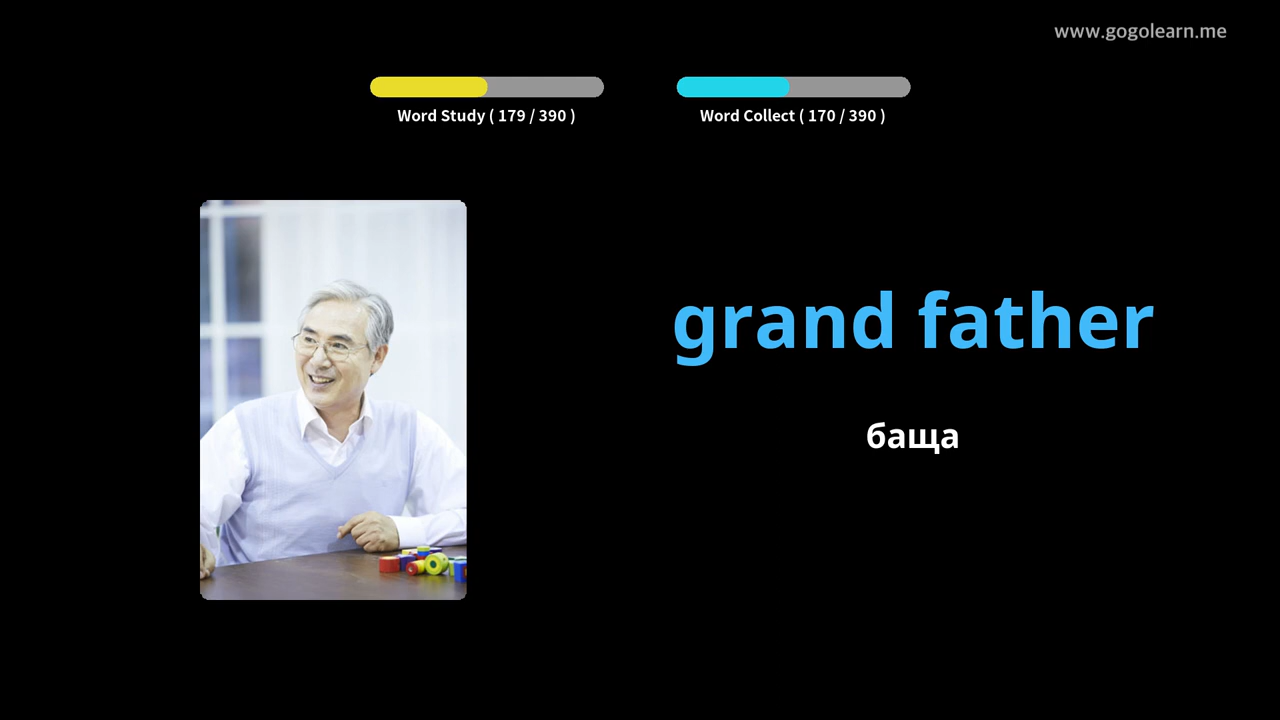 www.gogolearn.me
Word Study ( 179 / 390 )
Word Collect ( 170 / 390 )
grand father
баща